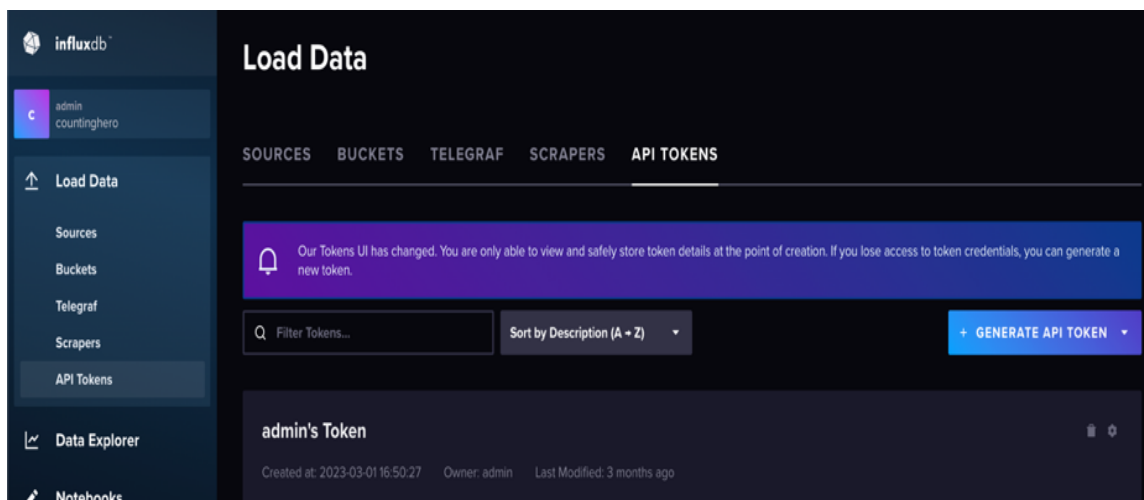 influxdb™
c
admin
countinghero
Load Data
Sources
Buckets
Telegraf
Scrapers
API Tokens
Data Explorer
Notebooks
Load Data
SOURCES BUCKETS TELEGRAF SCRAPERS API TOKENS
Our Tokens UI has changed. You are only able to view and safely store token details at the point of creation. If you lose access to token credentials, you can generate a
new token.
Filter Tokens...
Sort by Description (A → Z)
+ GENERATE API TOKEN
admin's Token
Created at: 2023-03-01 16:50:27 Owner: admin Last Modified: 3 months ago